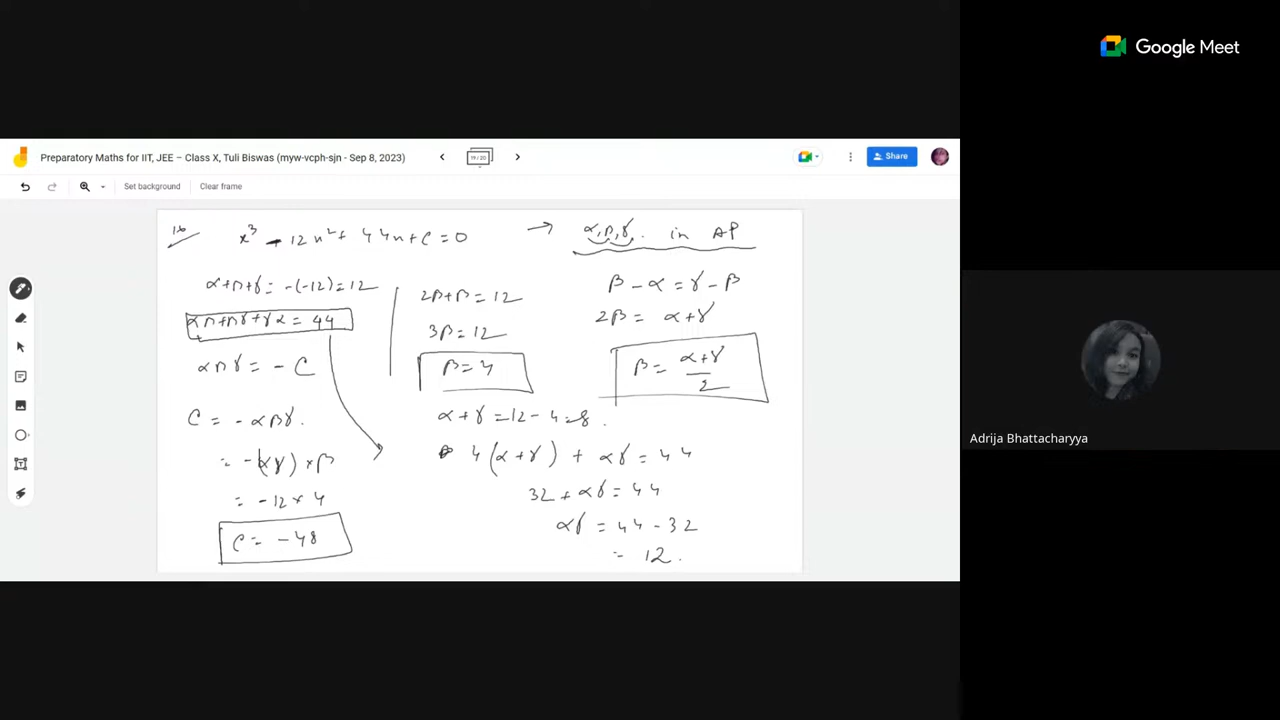 Google Meet
Preparatory Maths for IIT, JEE – Class X, Tuli Biswas (myw-vcph-sjn - Sep 8, 2023)
19 / 20
Share
Set background
Clear frame
16
x³ - 12x² + 44x + C = 0 → α, β, γ. in AP
α+β+γ = -(-12) = 12
αβ+βγ+γα = 44
αβγ = - C
C = - αβγ.
= -(αγ) × β
= -12 × 4
C = -48
2β+β = 12
3β = 12
β = 4
α+γ = 12 - 4 = 8.
4(α+γ) + αγ = 44
32 + αγ = 44
αγ = 44 - 32
= 12.
β - α = γ - β
2β = α+γ
β = α+γ / 2
Adrija Bhattacharyya